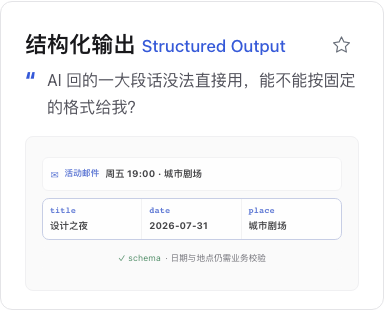 结构化输出 Structured Output
“ AI 回的一大段话没法直接用，能不能按固定
的格式给我？
✉ 活动邮件 周五 19:00 · 城市剧场
title date place
设计之夜 2026-07-31 城市剧场
✓ schema · 日期与地点仍需业务校验